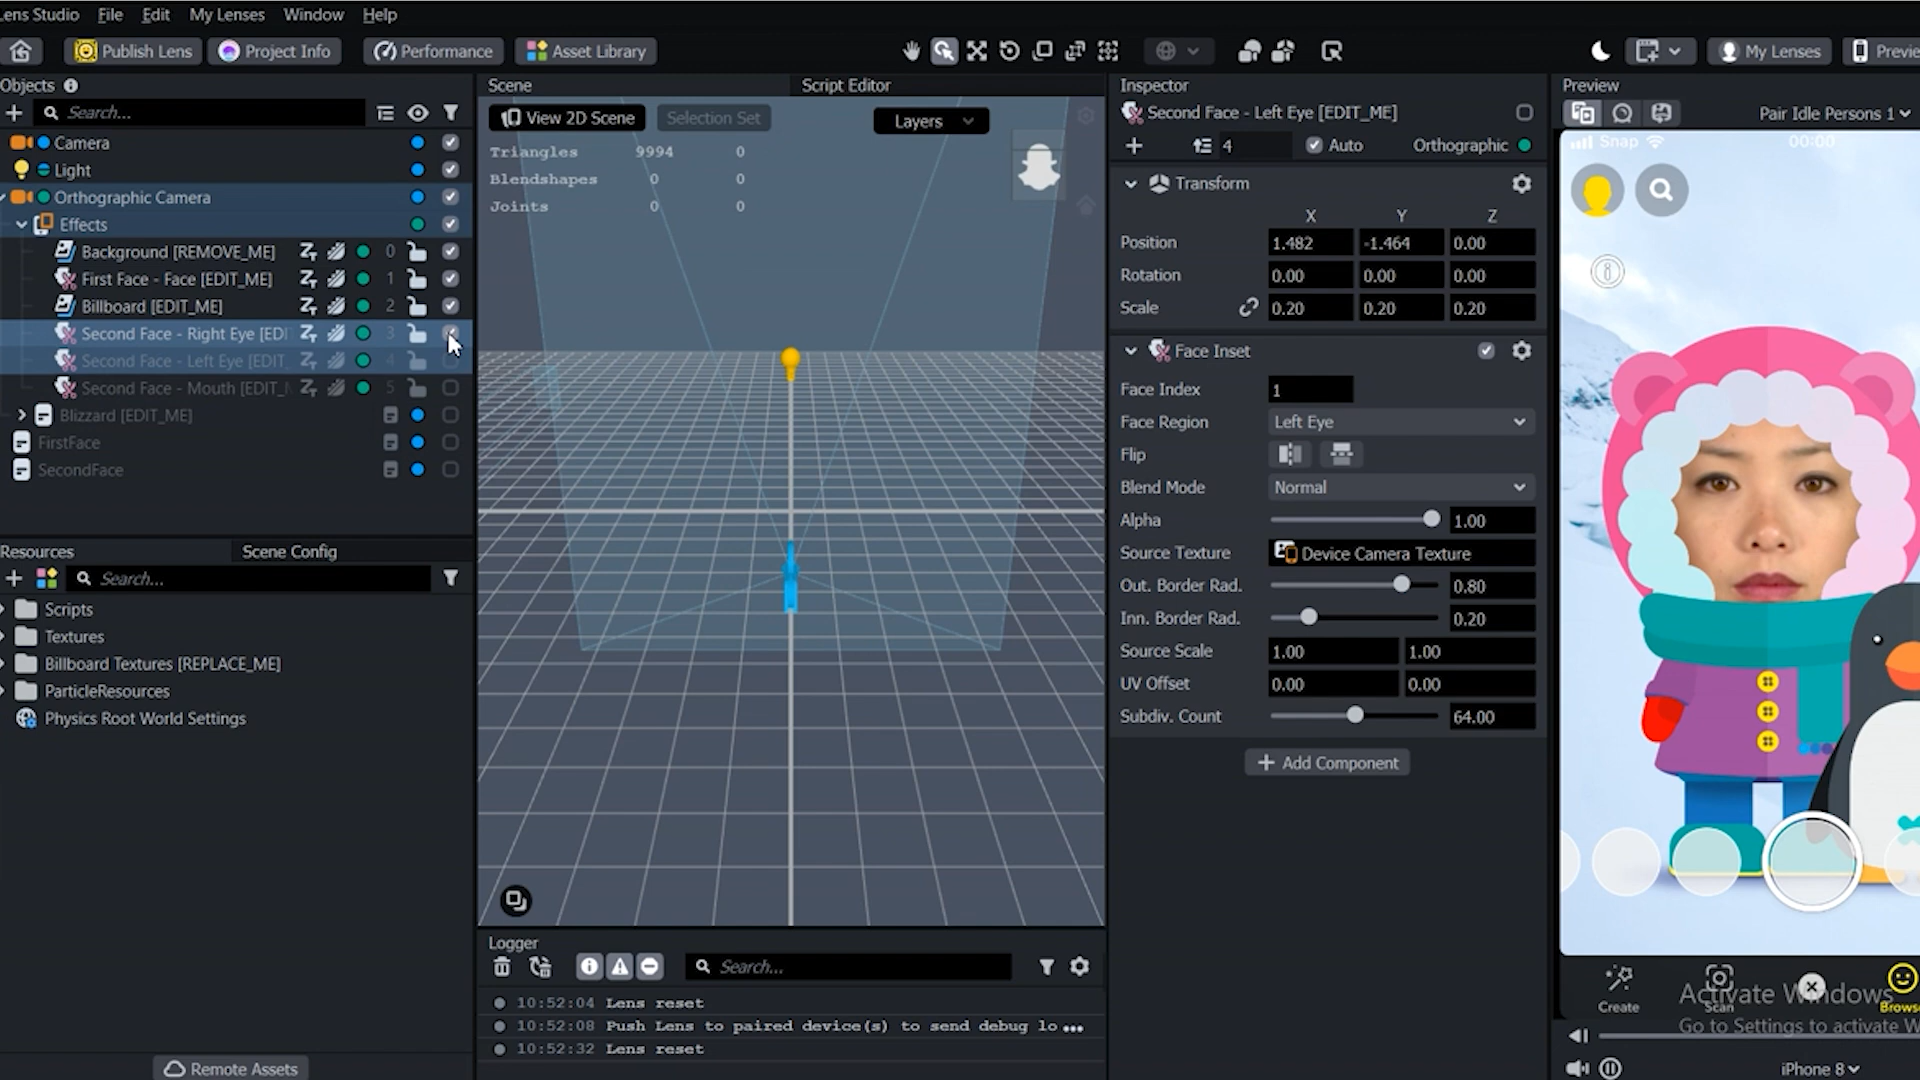 Lens Studio File Edit My Lenses Window Help
Publish Lens Project Info Performance Asset Library My Lenses Previe
Objects
Search...
Camera
Light
Orthographic Camera
Effects
Background [REMOVE_ME] 0
First Face - Face [EDIT_ME] 1
Billboard [EDIT_ME] 2
Second Face - Right Eye [EDI 3
Second Face - Left Eye [EDIT_ 4
Second Face - Mouth [EDIT_M 5
Blizzard [EDIT_ME]
FirstFace
SecondFace
Resources Scene Config
Search...
Scripts
Textures
Billboard Textures [REPLACE_ME]
ParticleResources
Physics Root World Settings
Remote Assets
Scene Script Editor
View 2D Scene Selection Set Layers
Triangles 9994 0
Blendshapes 0 0
Joints 0 0
Logger
Search...
10:52:04 Lens reset
10:52:08 Push Lens to paired device(s) to send debug lo ...
10:52:32 Lens reset
Inspector
Second Face - Left Eye [EDIT_ME]
4 Auto Orthographic
Transform
X Y Z
Position 1.482 -1.464 0.00
Rotation 0.00 0.00 0.00
Scale 0.20 0.20 0.20
Face Inset
Face Index 1
Face Region Left Eye
Flip
Blend Mode Normal
Alpha 1.00
Source Texture Device Camera Texture
Out. Border Rad. 0.80
Inn. Border Rad. 0.20
Source Scale 1.00 1.00
UV Offset 0.00 0.00
Subdiv. Count 64.00
Add Component
Preview
Pair Idle Persons 1
Snap 00:00
Create Scan Brows
Activate Windows
Go to Settings to activate W
iPhone 8